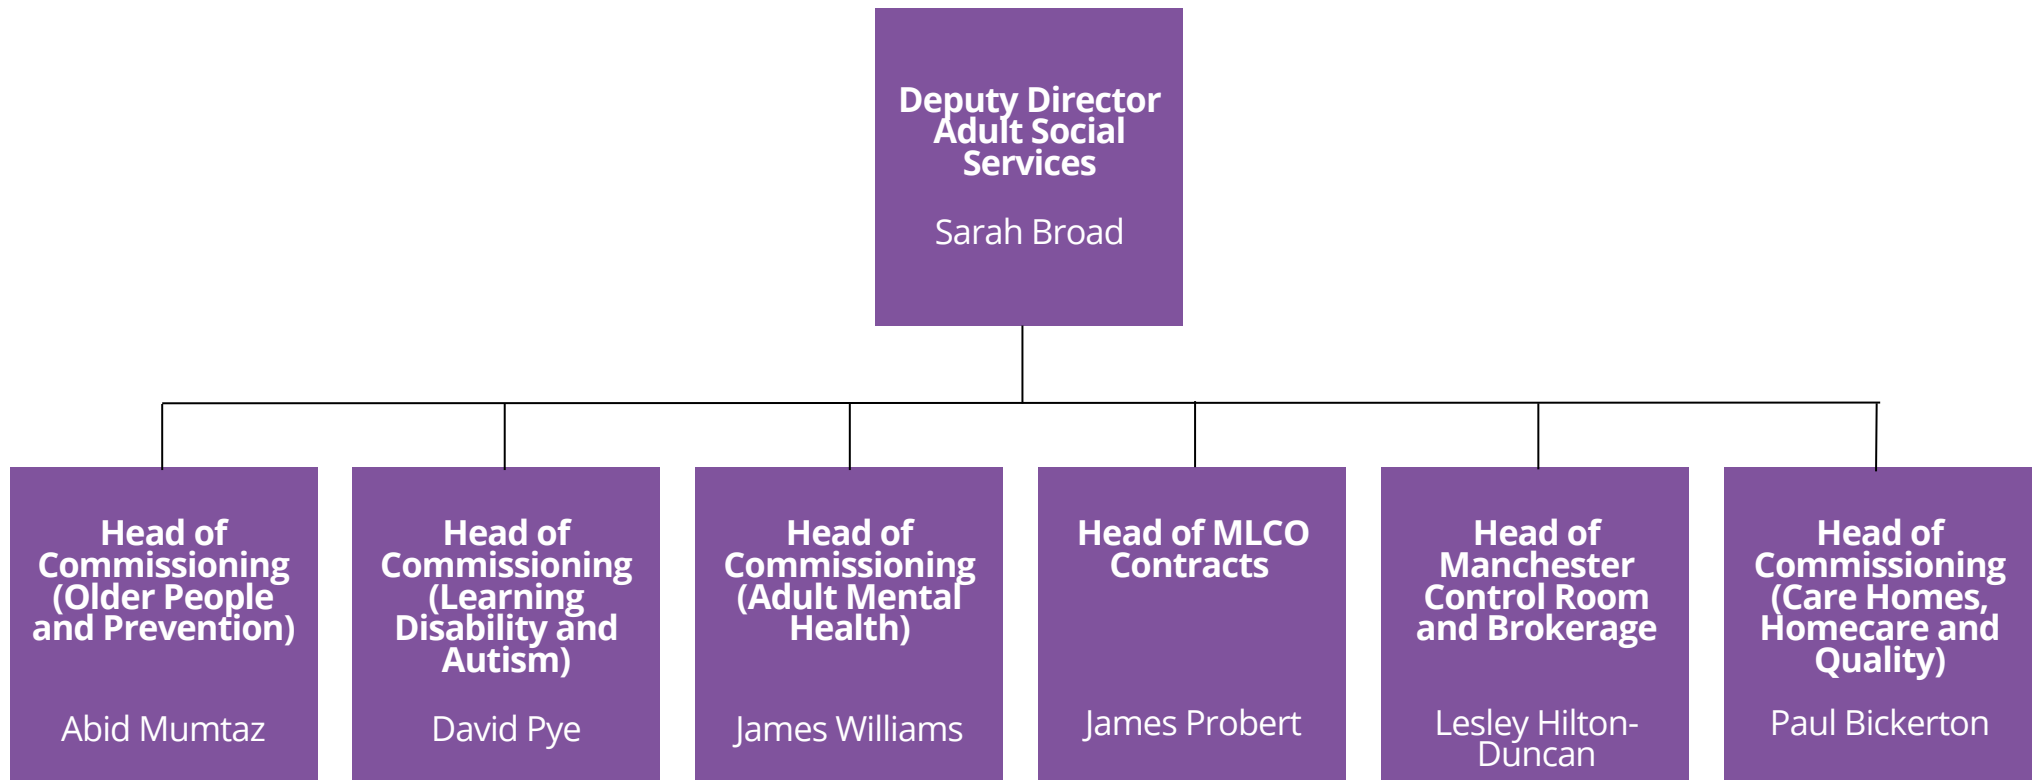 Deputy Director
Adult Social
Services
Sarah Broad
Head of
Commissioning
(Older People
and Prevention)
Abid Mumtaz
Head of
Commissioning
(Learning
Disability and
Autism)
David Pye
Head of
Commissioning
(Adult Mental
Health)
James Williams
Head of MLCO
Contracts
James Probert
Head of
Manchester
Control Room
and Brokerage
Lesley Hilton-
Duncan
Head of
Commissioning
(Care Homes,
Homecare and
Quality)
Paul Bickerton